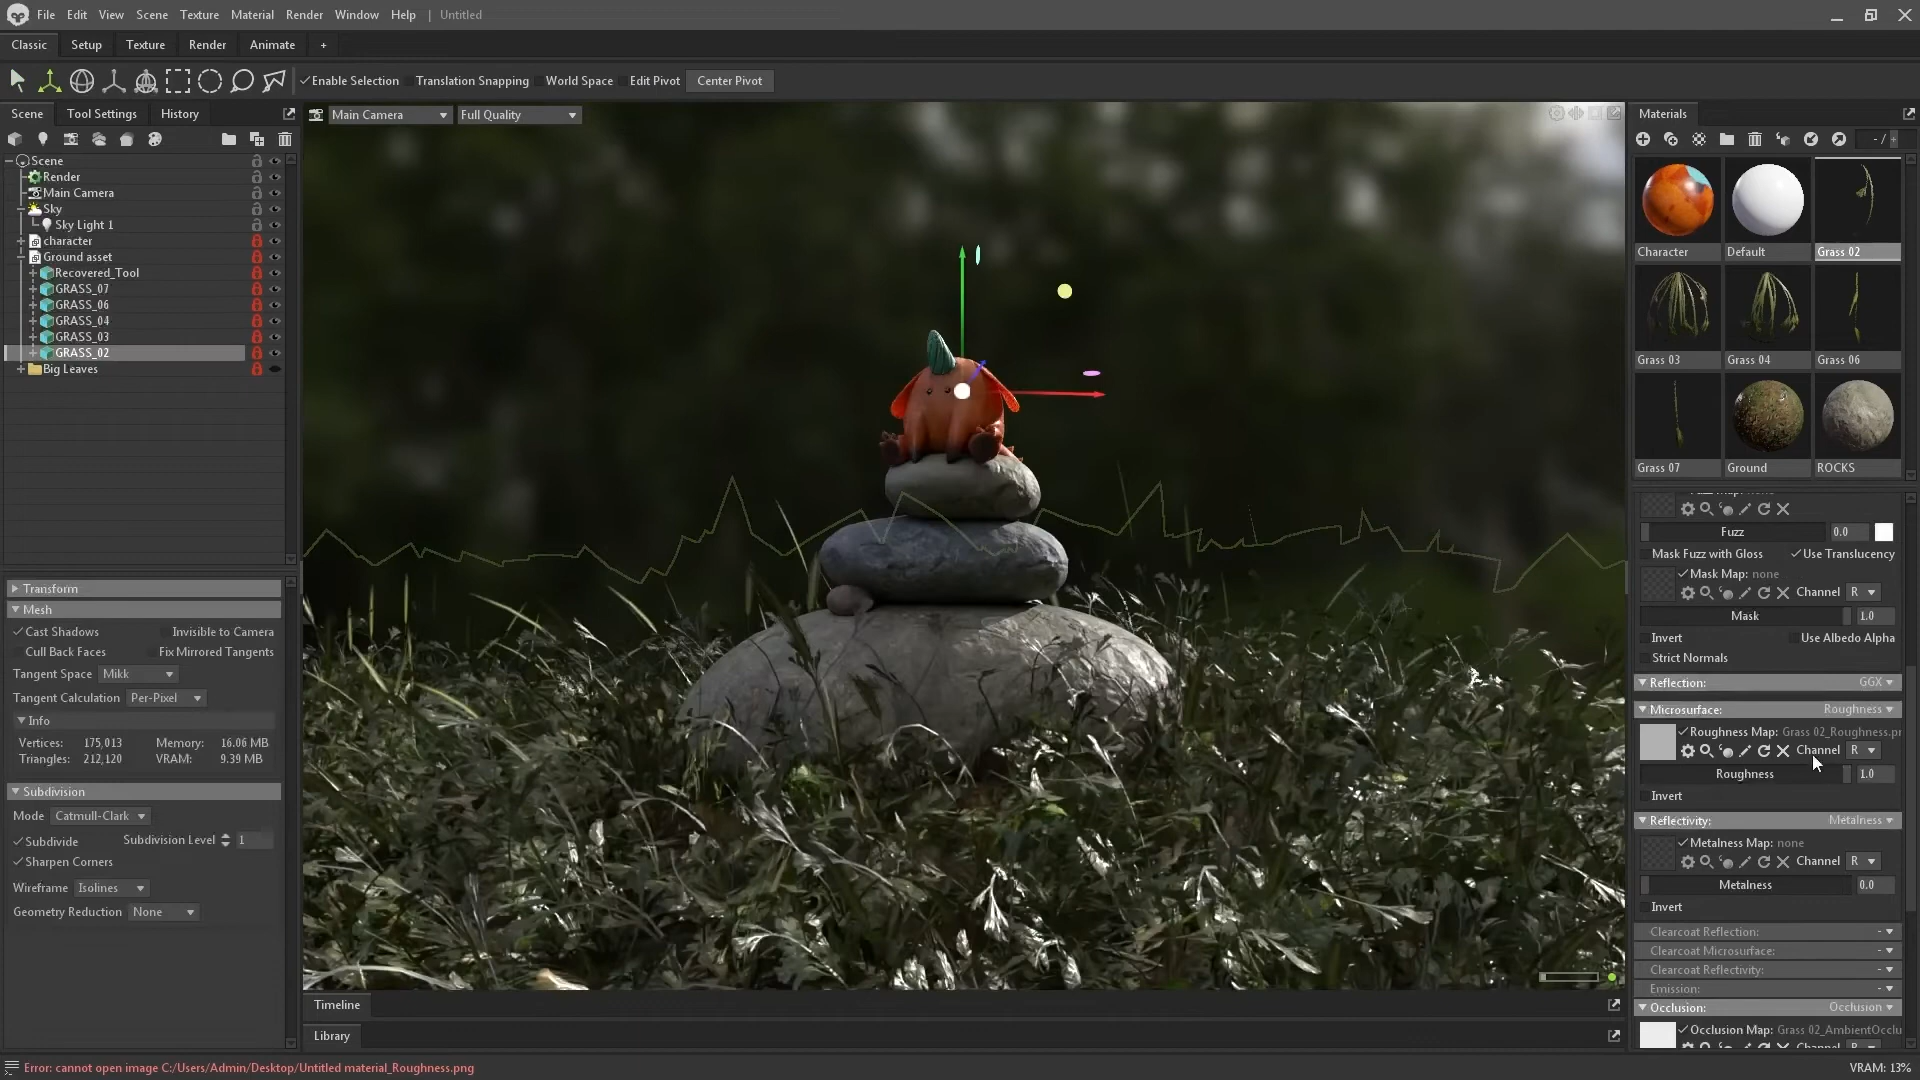 File Edit View Scene Texture Material Render Window Help | Untitled
Classic Setup Texture Render Animate +
Enable Selection Translation Snapping World Space Edit Pivot Center Pivot
Scene Tool Settings History
Main Camera Full Quality
Materials
Scene
Render
Main Camera
Sky
Sky Light 1
character
Ground asset
Recovered_Tool
GRASS_07
GRASS_06
GRASS_04
GRASS_03
GRASS_02
Big Leaves
Transform
Mesh
Cast Shadows Invisible to Camera
Cull Back Faces Fix Mirrored Tangents
Tangent Space Mikk
Tangent Calculation Per-Pixel
Info
Vertices: 175,013 Memory: 16.06 MB
Triangles: 212,120 VRAM: 9.39 MB
Subdivision
Mode Catmull-Clark
Subdivide Subdivision Level 1
Sharpen Corners
Wireframe Isolines
Geometry Reduction None
Timeline
Library
- / +
Character Default Grass 02
Grass 03 Grass 04 Grass 06
Grass 07 Ground ROCKS
Fuzz 0.0
Mask Fuzz with Gloss Use Translucency
Mask Map: none
Channel R
Mask 1.0
Invert Use Albedo Alpha
Strict Normals
Reflection: GGX
Microsurface: Roughness
Roughness Map: Grass 02_Roughness.pr
Channel R
Roughness 1.0
Invert
Reflectivity: Metalness
Metalness Map: none
Channel R
Metalness 0.0
Invert
Clearcoat Reflection: -
Clearcoat Microsurface: -
Clearcoat Reflectivity: -
Emission: -
Occlusion: Occlusion
Occlusion Map: Grass 02_AmbientOcclu
Error: cannot open image C:/Users/Admin/Desktop/Untitled material_Roughness.png
VRAM: 13%